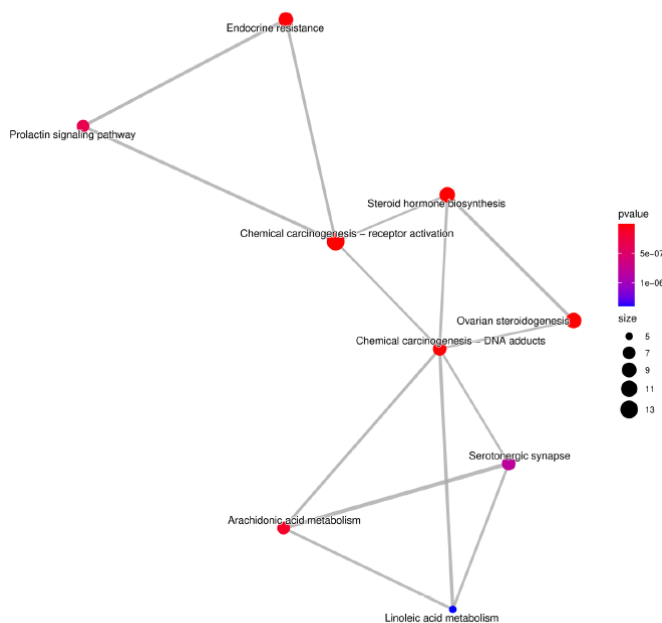 Endocrine resistance
Prolactin signaling pathway
Steroid hormone biosynthesis
Chemical carcinogenesis − receptor activation
Ovarian steroidogenesis
Chemical carcinogenesis − DNA adducts
Serotonergic synapse
Arachidonic acid metabolism
Linoleic acid metabolism
pvalue
5e−07
1e−06
size
5
7
9
11
13